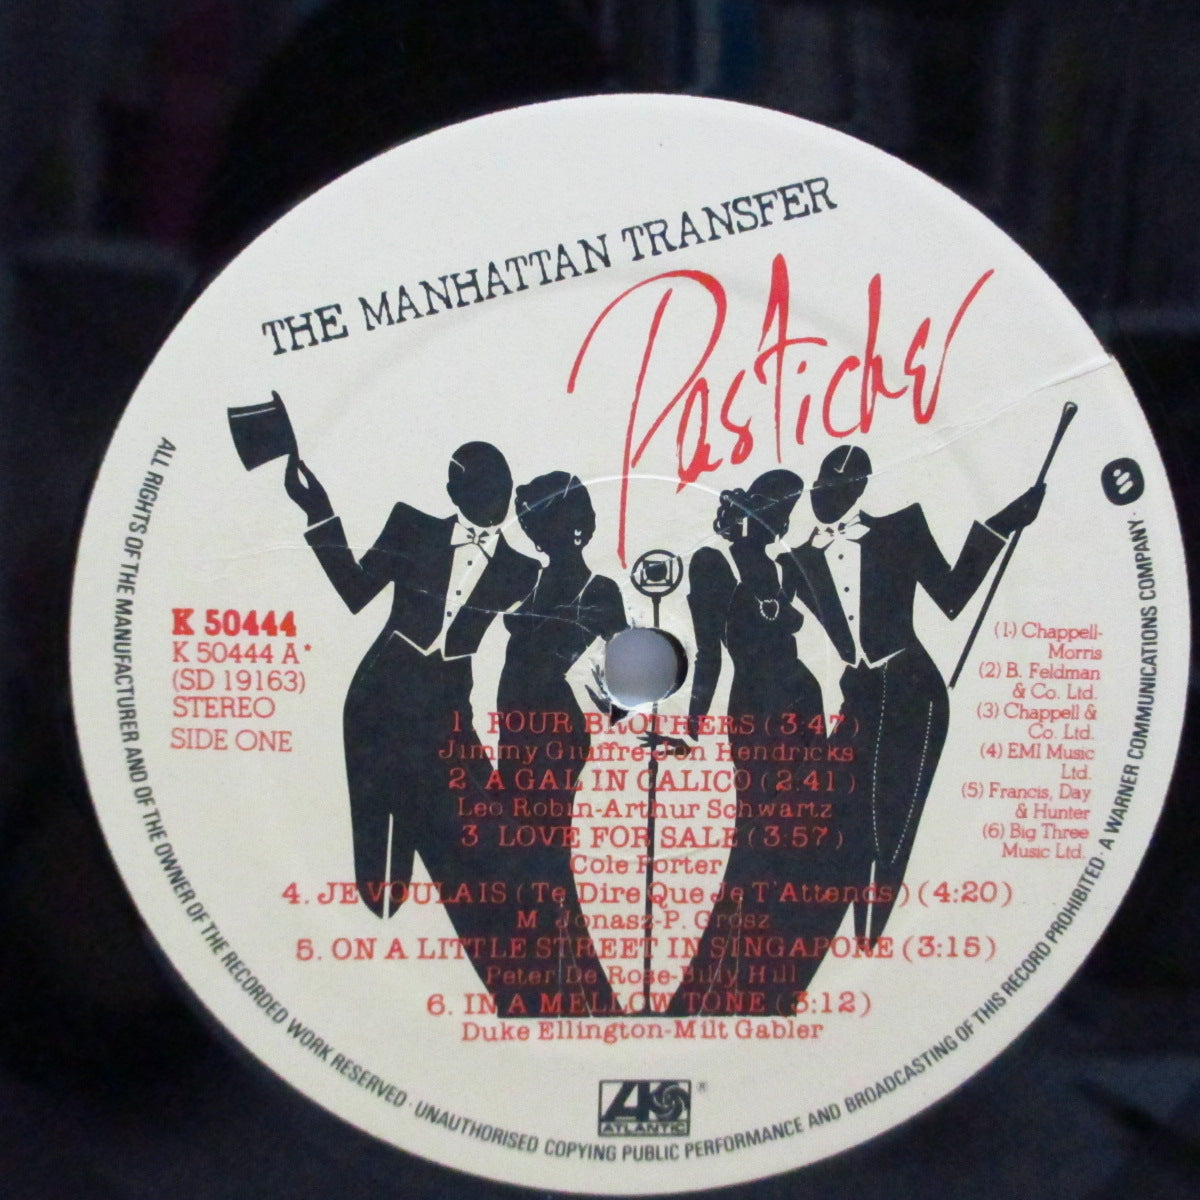 THE MANHATTAN TRANSFER
Pastiche
K 50444
K 50444 A*
(SD 19163)
STEREO
SIDE ONE
1 FOUR BROTHERS (3:47)
Jimmy Giuffre-Jon Hendricks
2 A GAL IN CALICO (2.41)
Leo Robin-Arthur Schwartz
3 LOVE FOR SALE (3:57)
Cole Porter
4. JE VOULAIS (Te Dire Que Je T'Attends) (4:20)
M Jonasz-P. Grosz
5. ON A LITTLE STREET IN SINGAPORE (3:15)
Peter De Rose-Billy Hill
6. IN A MELLOW TONE (3:12)
Duke Ellington-Milt Gabler
(1.) Chappell-
Morris
(2) B. Feldman
& Co. Ltd.
(3) Chappell &
Co. Ltd.
(4) EMI Music
Ltd.
(5) Francis, Day
& Hunter
(6) Big Three
Music Ltd.
ATLANTIC ®
ALL RIGHTS OF THE MANUFACTURER AND OF THE OWNER OF THE RECORDED WORK RESERVED · UNAUTHORISED COPYING PUBLIC PERFORMANCE AND BROADCASTING OF THIS RECORD PROHIBITED · A WARNER COMMUNICATIONS COMPANY ·